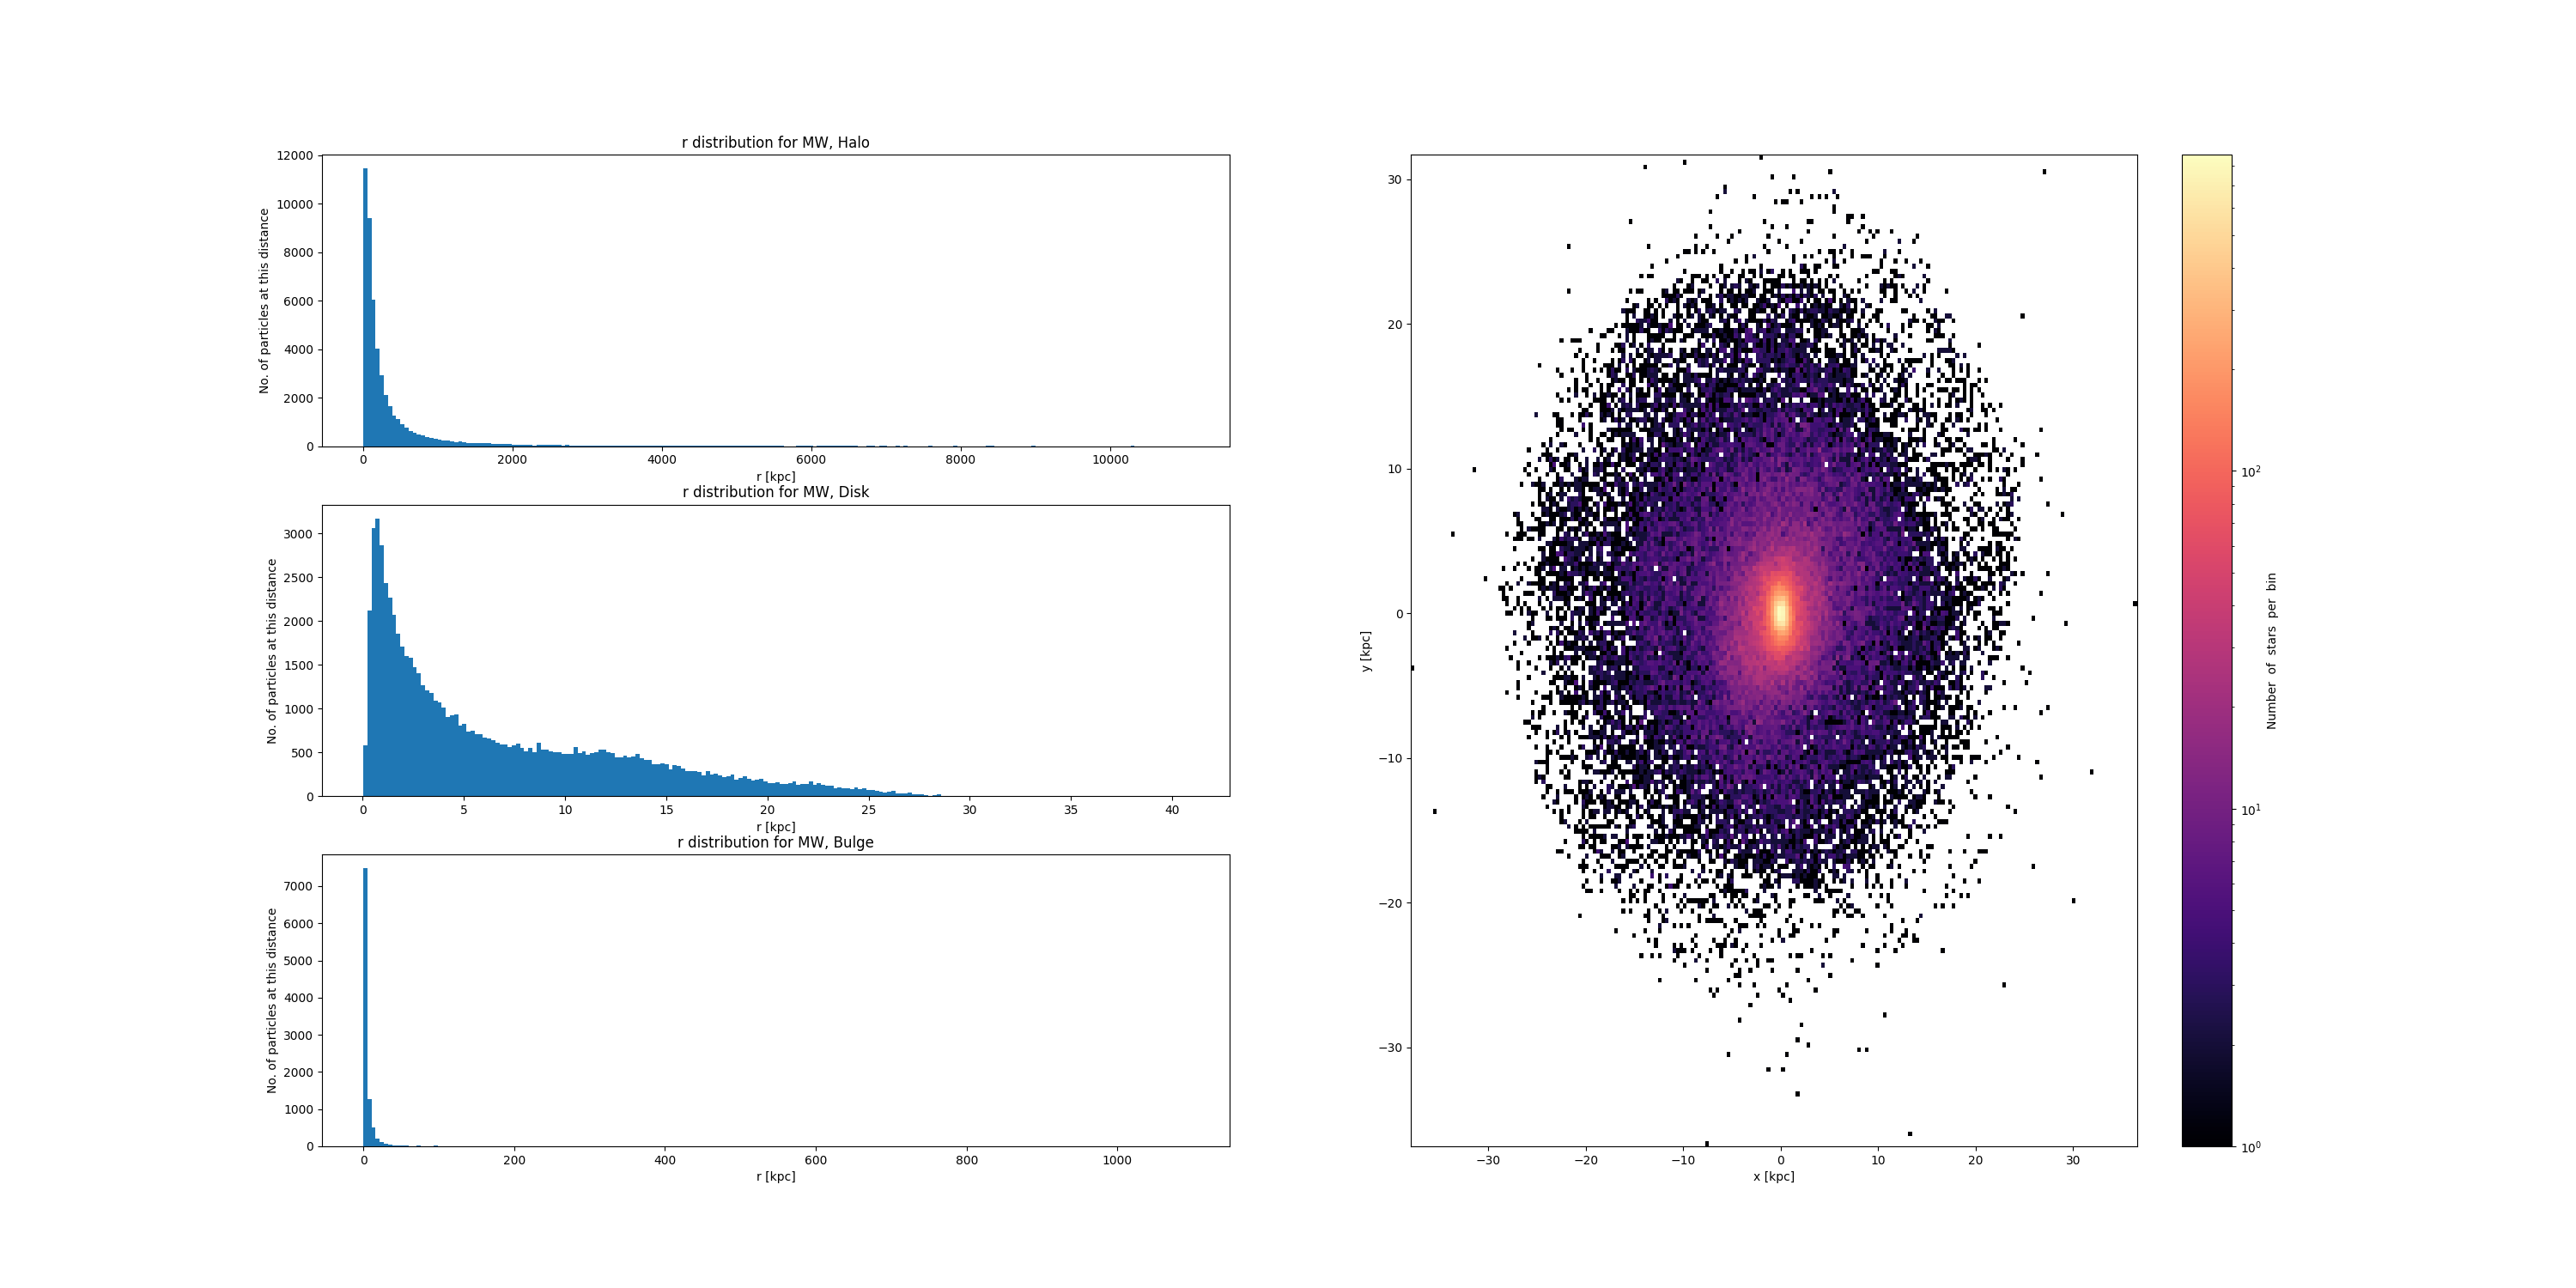 r distribution for MW, Halo
No. of particles at this distance
12000
10000
8000
6000
4000
2000
0
0 2000 4000 6000 8000 10000
r [kpc]
r distribution for MW, Disk
No. of particles at this distance
3000
2500
2000
1500
1000
500
0
0 5 10 15 20 25 30 35 40
r [kpc]
r distribution for MW, Bulge
No. of particles at this distance
7000
6000
5000
4000
3000
2000
1000
0
0 200 400 600 800 1000
r [kpc]
y [kpc]
30
20
10
0
−10
−20
−30
−30 −20 −10 0 10 20 30
x [kpc]
10²
10¹
10⁰
Number of stars per bin